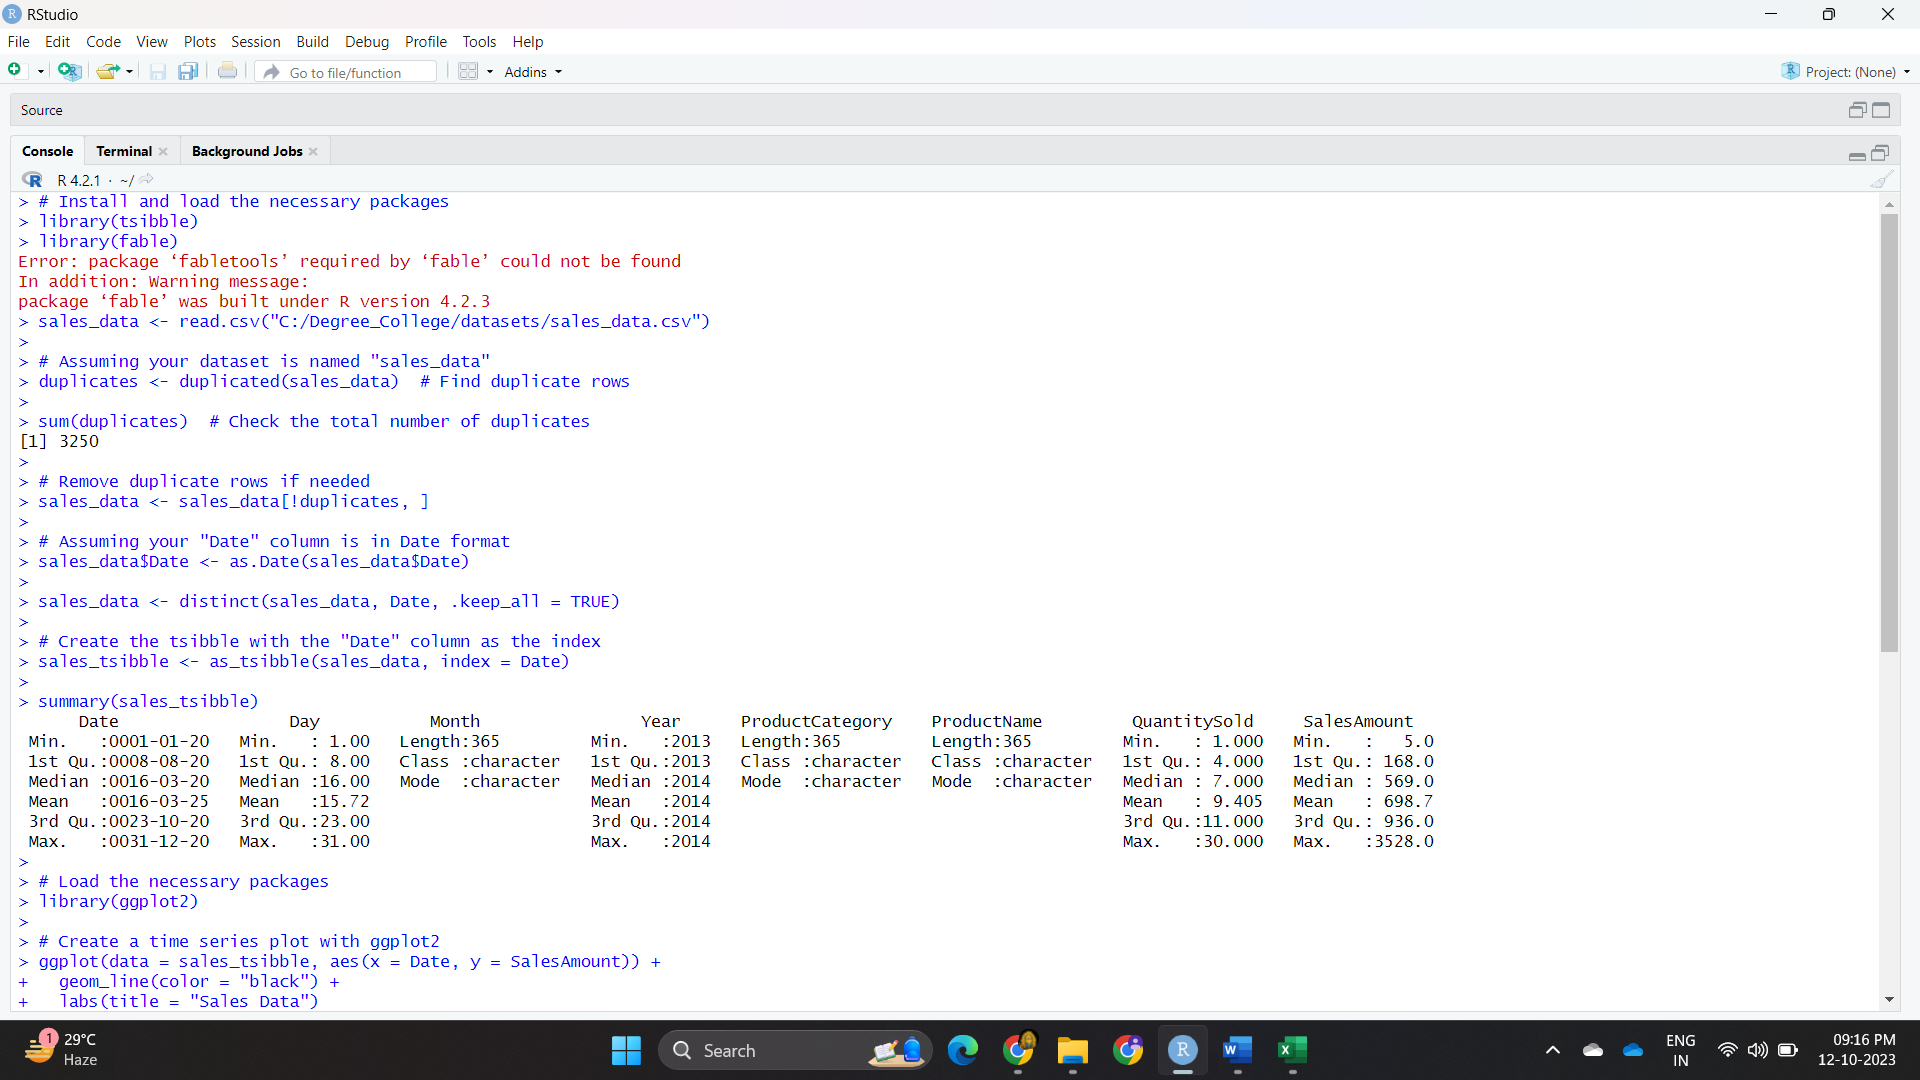 RStudio
File Edit Code View Plots Session Build Debug Profile Tools Help
Go to file/function Addins Project: (None)
Source
Console Terminal Background Jobs
R 4.2.1 · ~/
> # Install and load the necessary packages
> library(tsibble)
> library(fable)
Error: package ‘fabletools’ required by ‘fable’ could not be found
In addition: Warning message:
package ‘fable’ was built under R version 4.2.3
> sales_data <- read.csv("C:/Degree_College/datasets/sales_data.csv")
>
> # Assuming your dataset is named "sales_data"
> duplicates <- duplicated(sales_data)  # Find duplicate rows
>
> sum(duplicates)  # Check the total number of duplicates
[1] 3250
>
> # Remove duplicate rows if needed
> sales_data <- sales_data[!duplicates, ]
>
> # Assuming your "Date" column is in Date format
> sales_data$Date <- as.Date(sales_data$Date)
>
> sales_data <- distinct(sales_data, Date, .keep_all = TRUE)
>
> # Create the tsibble with the "Date" column as the index
> sales_tsibble <- as_tsibble(sales_data, index = Date)
>
> summary(sales_tsibble)
Date Day Month Year ProductCategory ProductName QuantitySold SalesAmount
Min.   :0001-01-20   Min.   : 1.00   Length:365   Min.   :2013   Length:365   Length:365   Min.   : 1.000   Min.   :   5.0
1st Qu.:0008-08-20   1st Qu.: 8.00   Class :character   1st Qu.:2013   Class :character   Class :character   1st Qu.: 4.000   1st Qu.: 168.0
Median :0016-03-20   Median :16.00   Mode  :character   Median :2014   Mode  :character   Mode  :character   Median : 7.000   Median : 569.0
Mean   :0016-03-25   Mean   :15.72   Mean   :2014   Mean   : 9.405   Mean   : 698.7
3rd Qu.:0023-10-20   3rd Qu.:23.00   3rd Qu.:2014   3rd Qu.:11.000   3rd Qu.: 936.0
Max.   :0031-12-20   Max.   :31.00   Max.   :2014   Max.   :30.000   Max.   :3528.0
>
> # Load the necessary packages
> library(ggplot2)
>
> # Create a time series plot with ggplot2
> ggplot(data = sales_tsibble, aes(x = Date, y = SalesAmount)) +
+   geom_line(color = "black") +
+   labs(title = "Sales Data")
1 29°C Search ENG 09:16 PM
Haze IN 12-10-2023